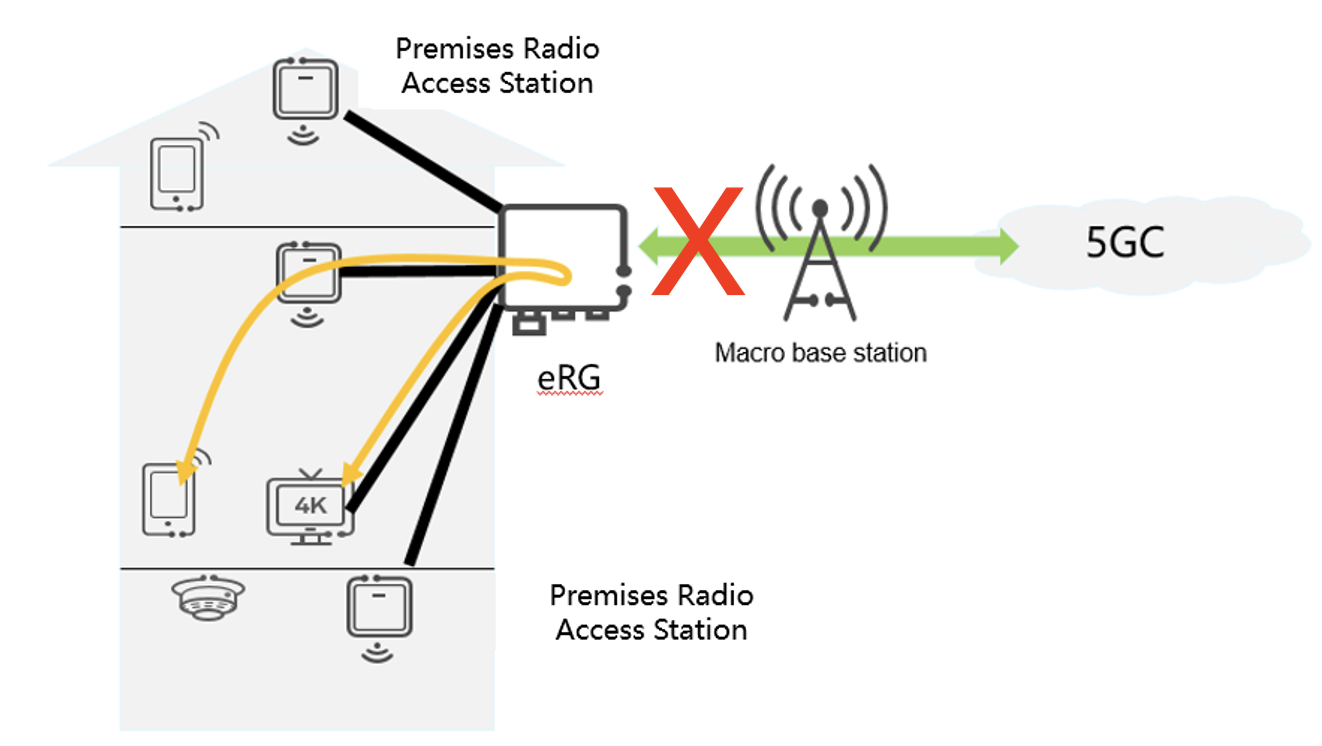 Premises Radio
Access Station
X
5GC
Macro base station
eRG
4K
Premises Radio
Access Station